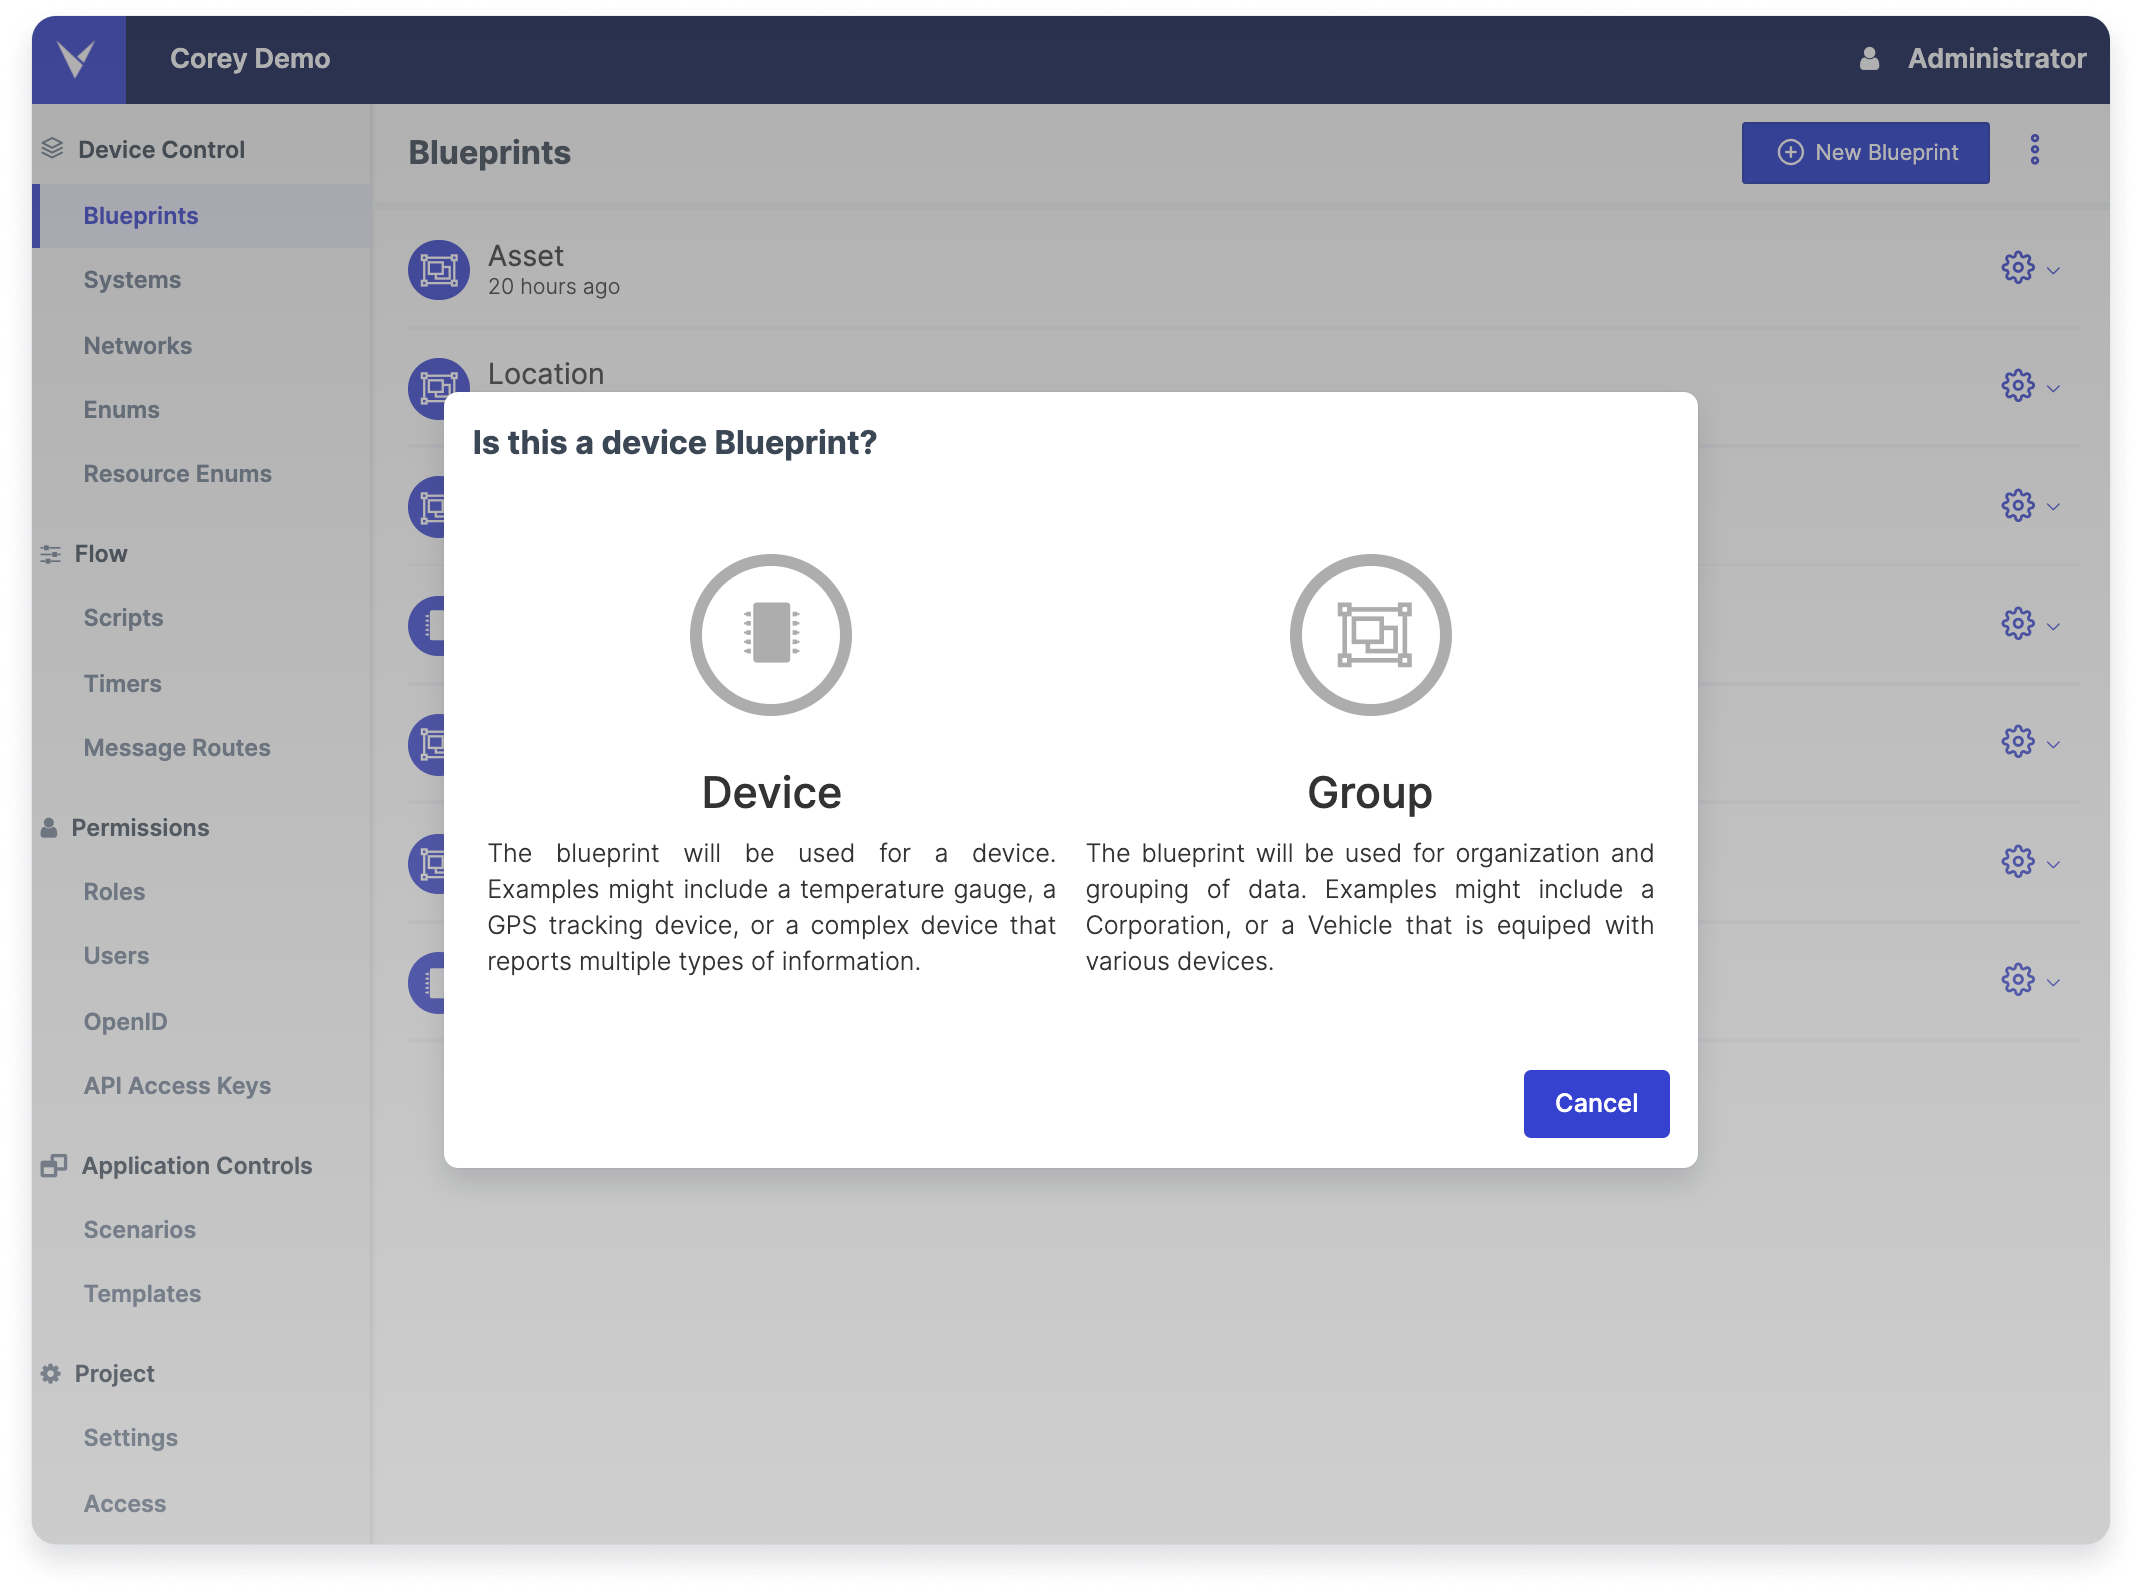 Corey Demo
Administrator
Device Control
Blueprints
Systems
Networks
Enums
Resource Enums
Flow
Scripts
Timers
Message Routes
Permissions
Roles
Users
OpenID
API Access Keys
Application Controls
Scenarios
Templates
Project
Settings
Access
Blueprints
New Blueprint
Asset
20 hours ago
Location
Is this a device Blueprint?
Device
The blueprint will be used for a device.
Examples might include a temperature gauge, a
GPS tracking device, or a complex device that
reports multiple types of information.
Group
The blueprint will be used for organization and
grouping of data. Examples might include a
Corporation, or a Vehicle that is equiped with
various devices.
Cancel